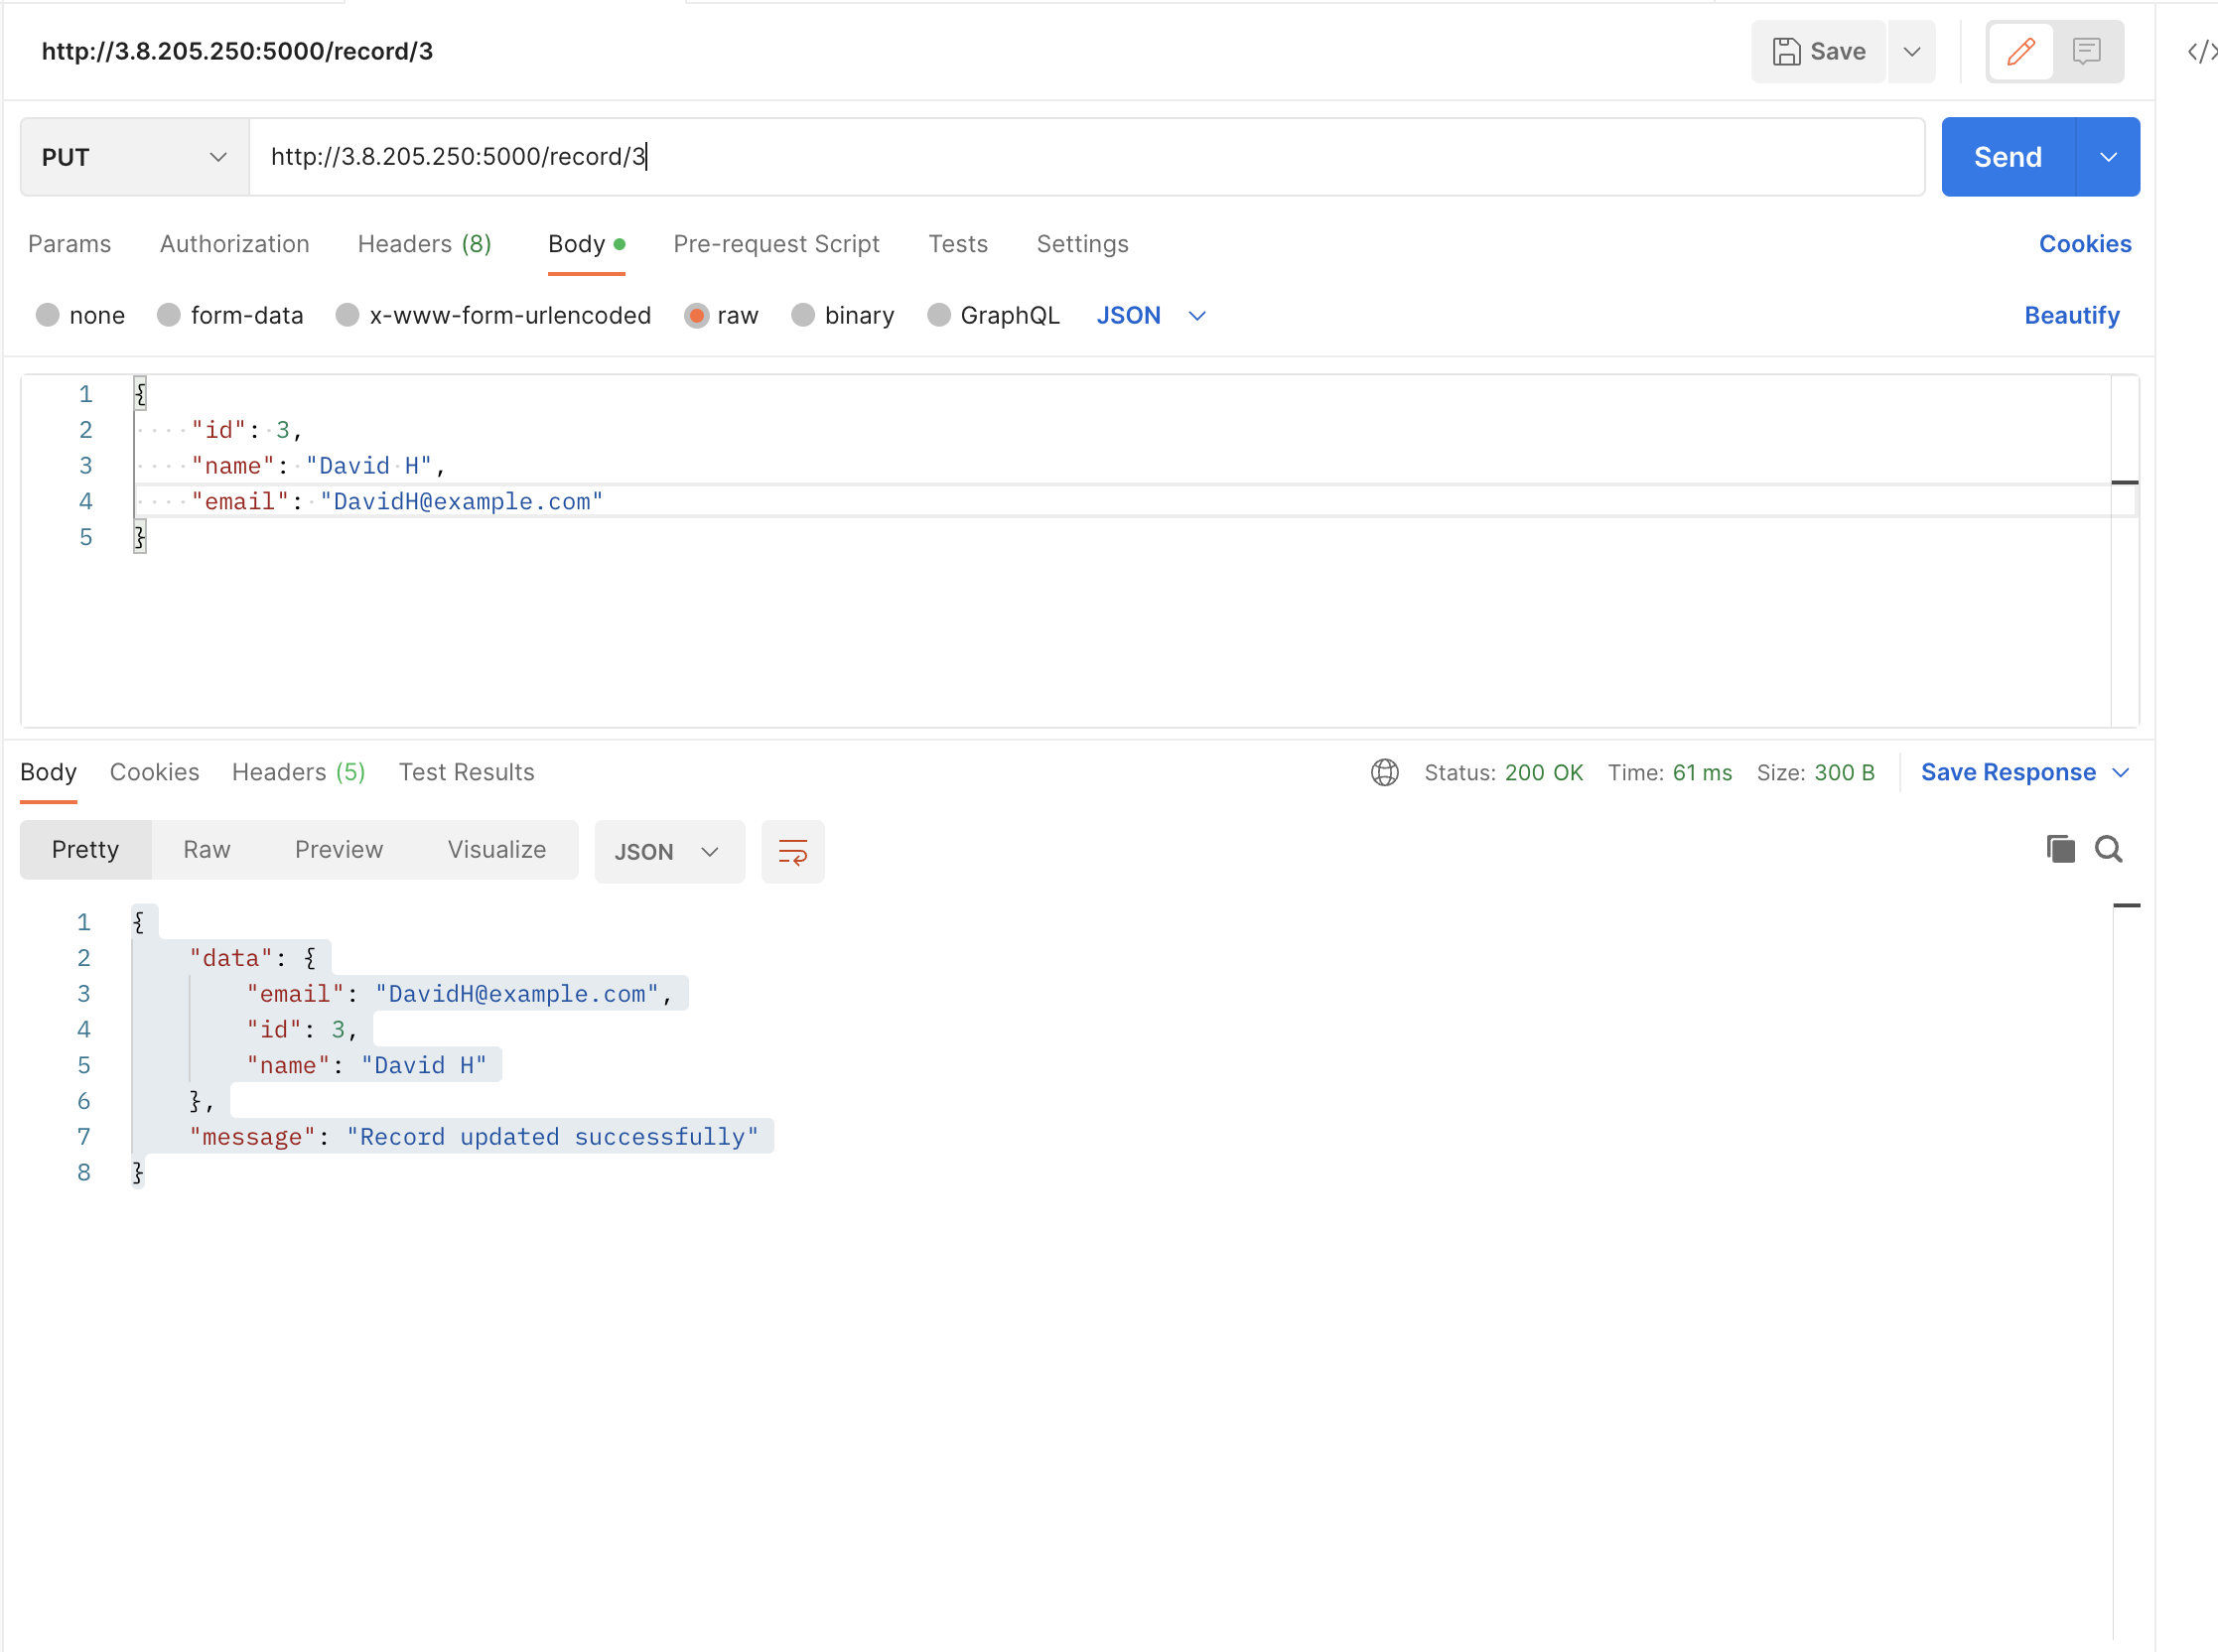 http://3.8.205.250:5000/record/3
Save
PUT
http://3.8.205.250:5000/record/3
Send
Params Authorization Headers (8) Body Pre-request Script Tests Settings Cookies
none form-data x-www-form-urlencoded raw binary GraphQL JSON Beautify
1 {
2 "id": 3,
3 "name": "David H",
4 "email": "DavidH@example.com"
5 }
Body Cookies Headers (5) Test Results Status: 200 OK Time: 61 ms Size: 300 B Save Response
Pretty Raw Preview Visualize JSON
1 {
2 "data": {
3 "email": "DavidH@example.com",
4 "id": 3,
5 "name": "David H"
6 },
7 "message": "Record updated successfully"
8 }